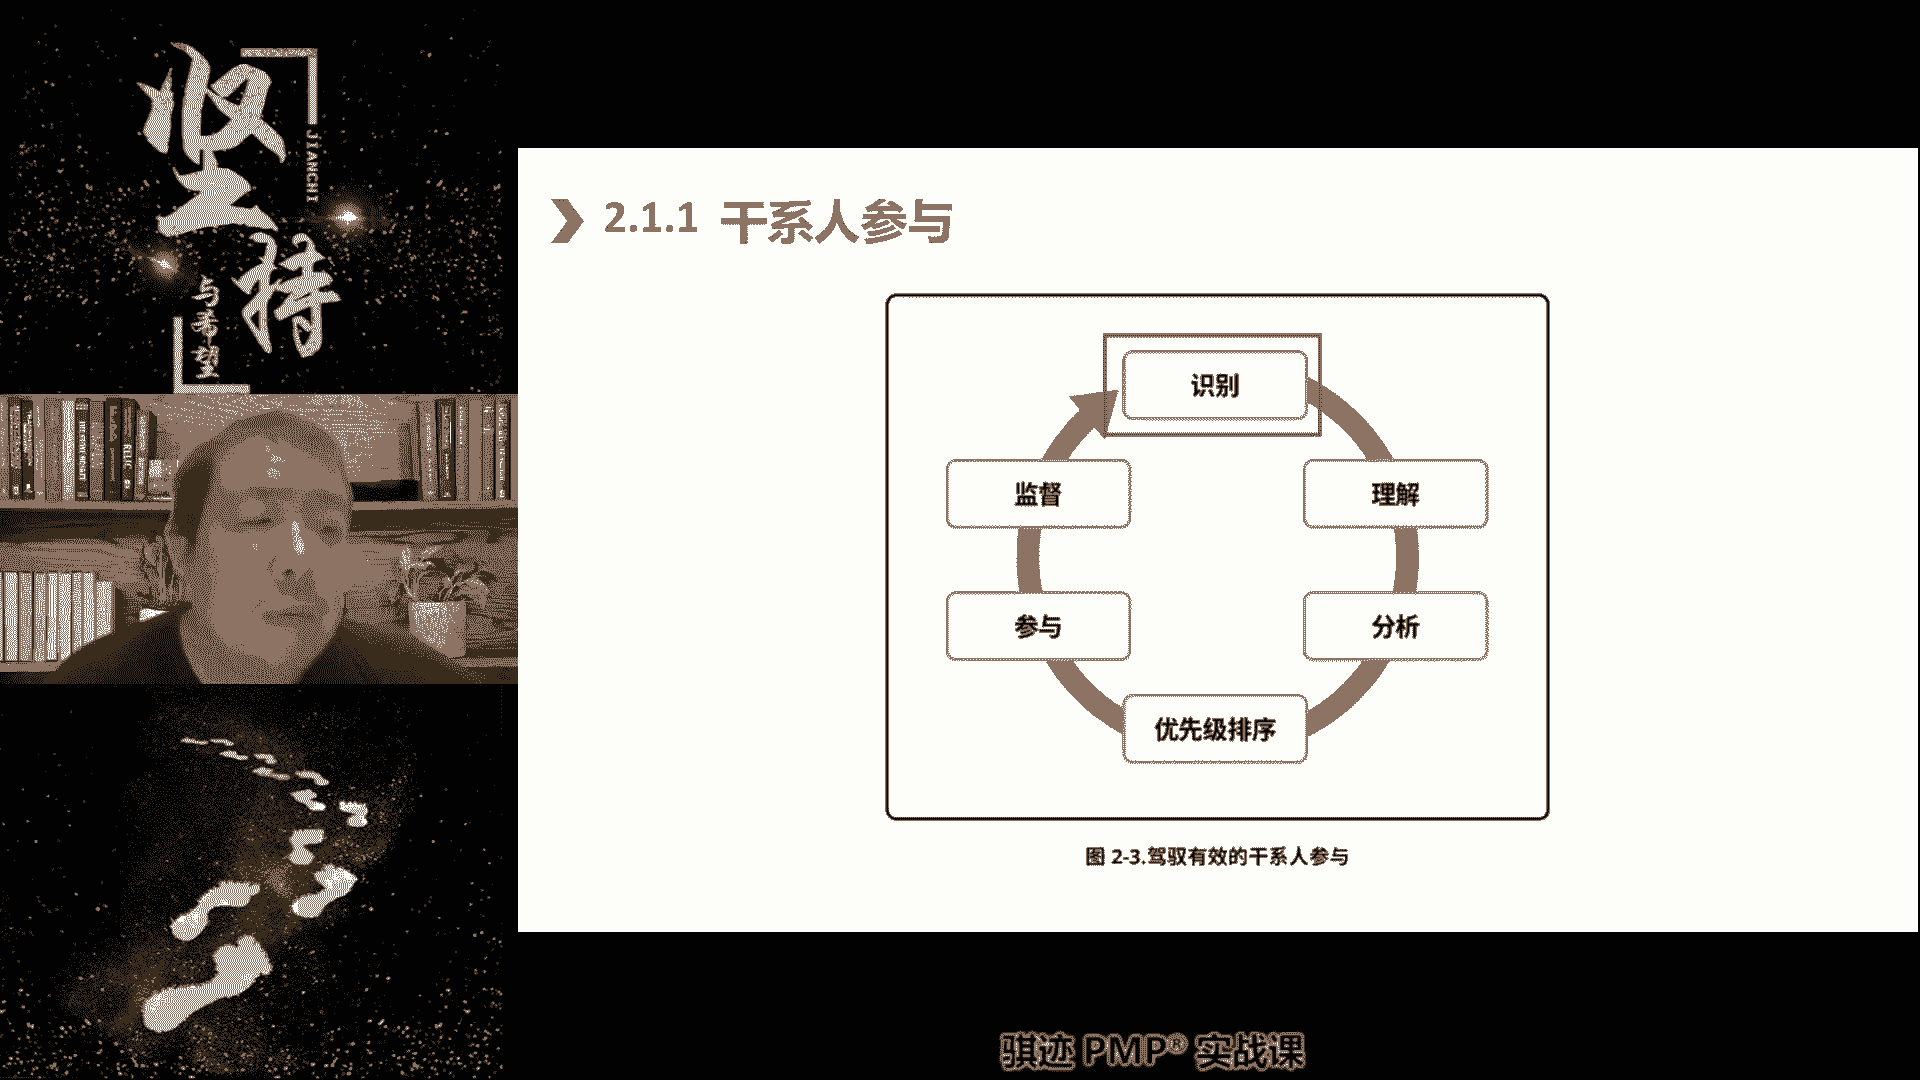 坚持
JIANCHI
与希望
2.1.1 干系人参与
识别
理解
分析
优先级排序
参与
监督
图 2-3.驾驭有效的干系人参与
骐迹 PMP® 实战课